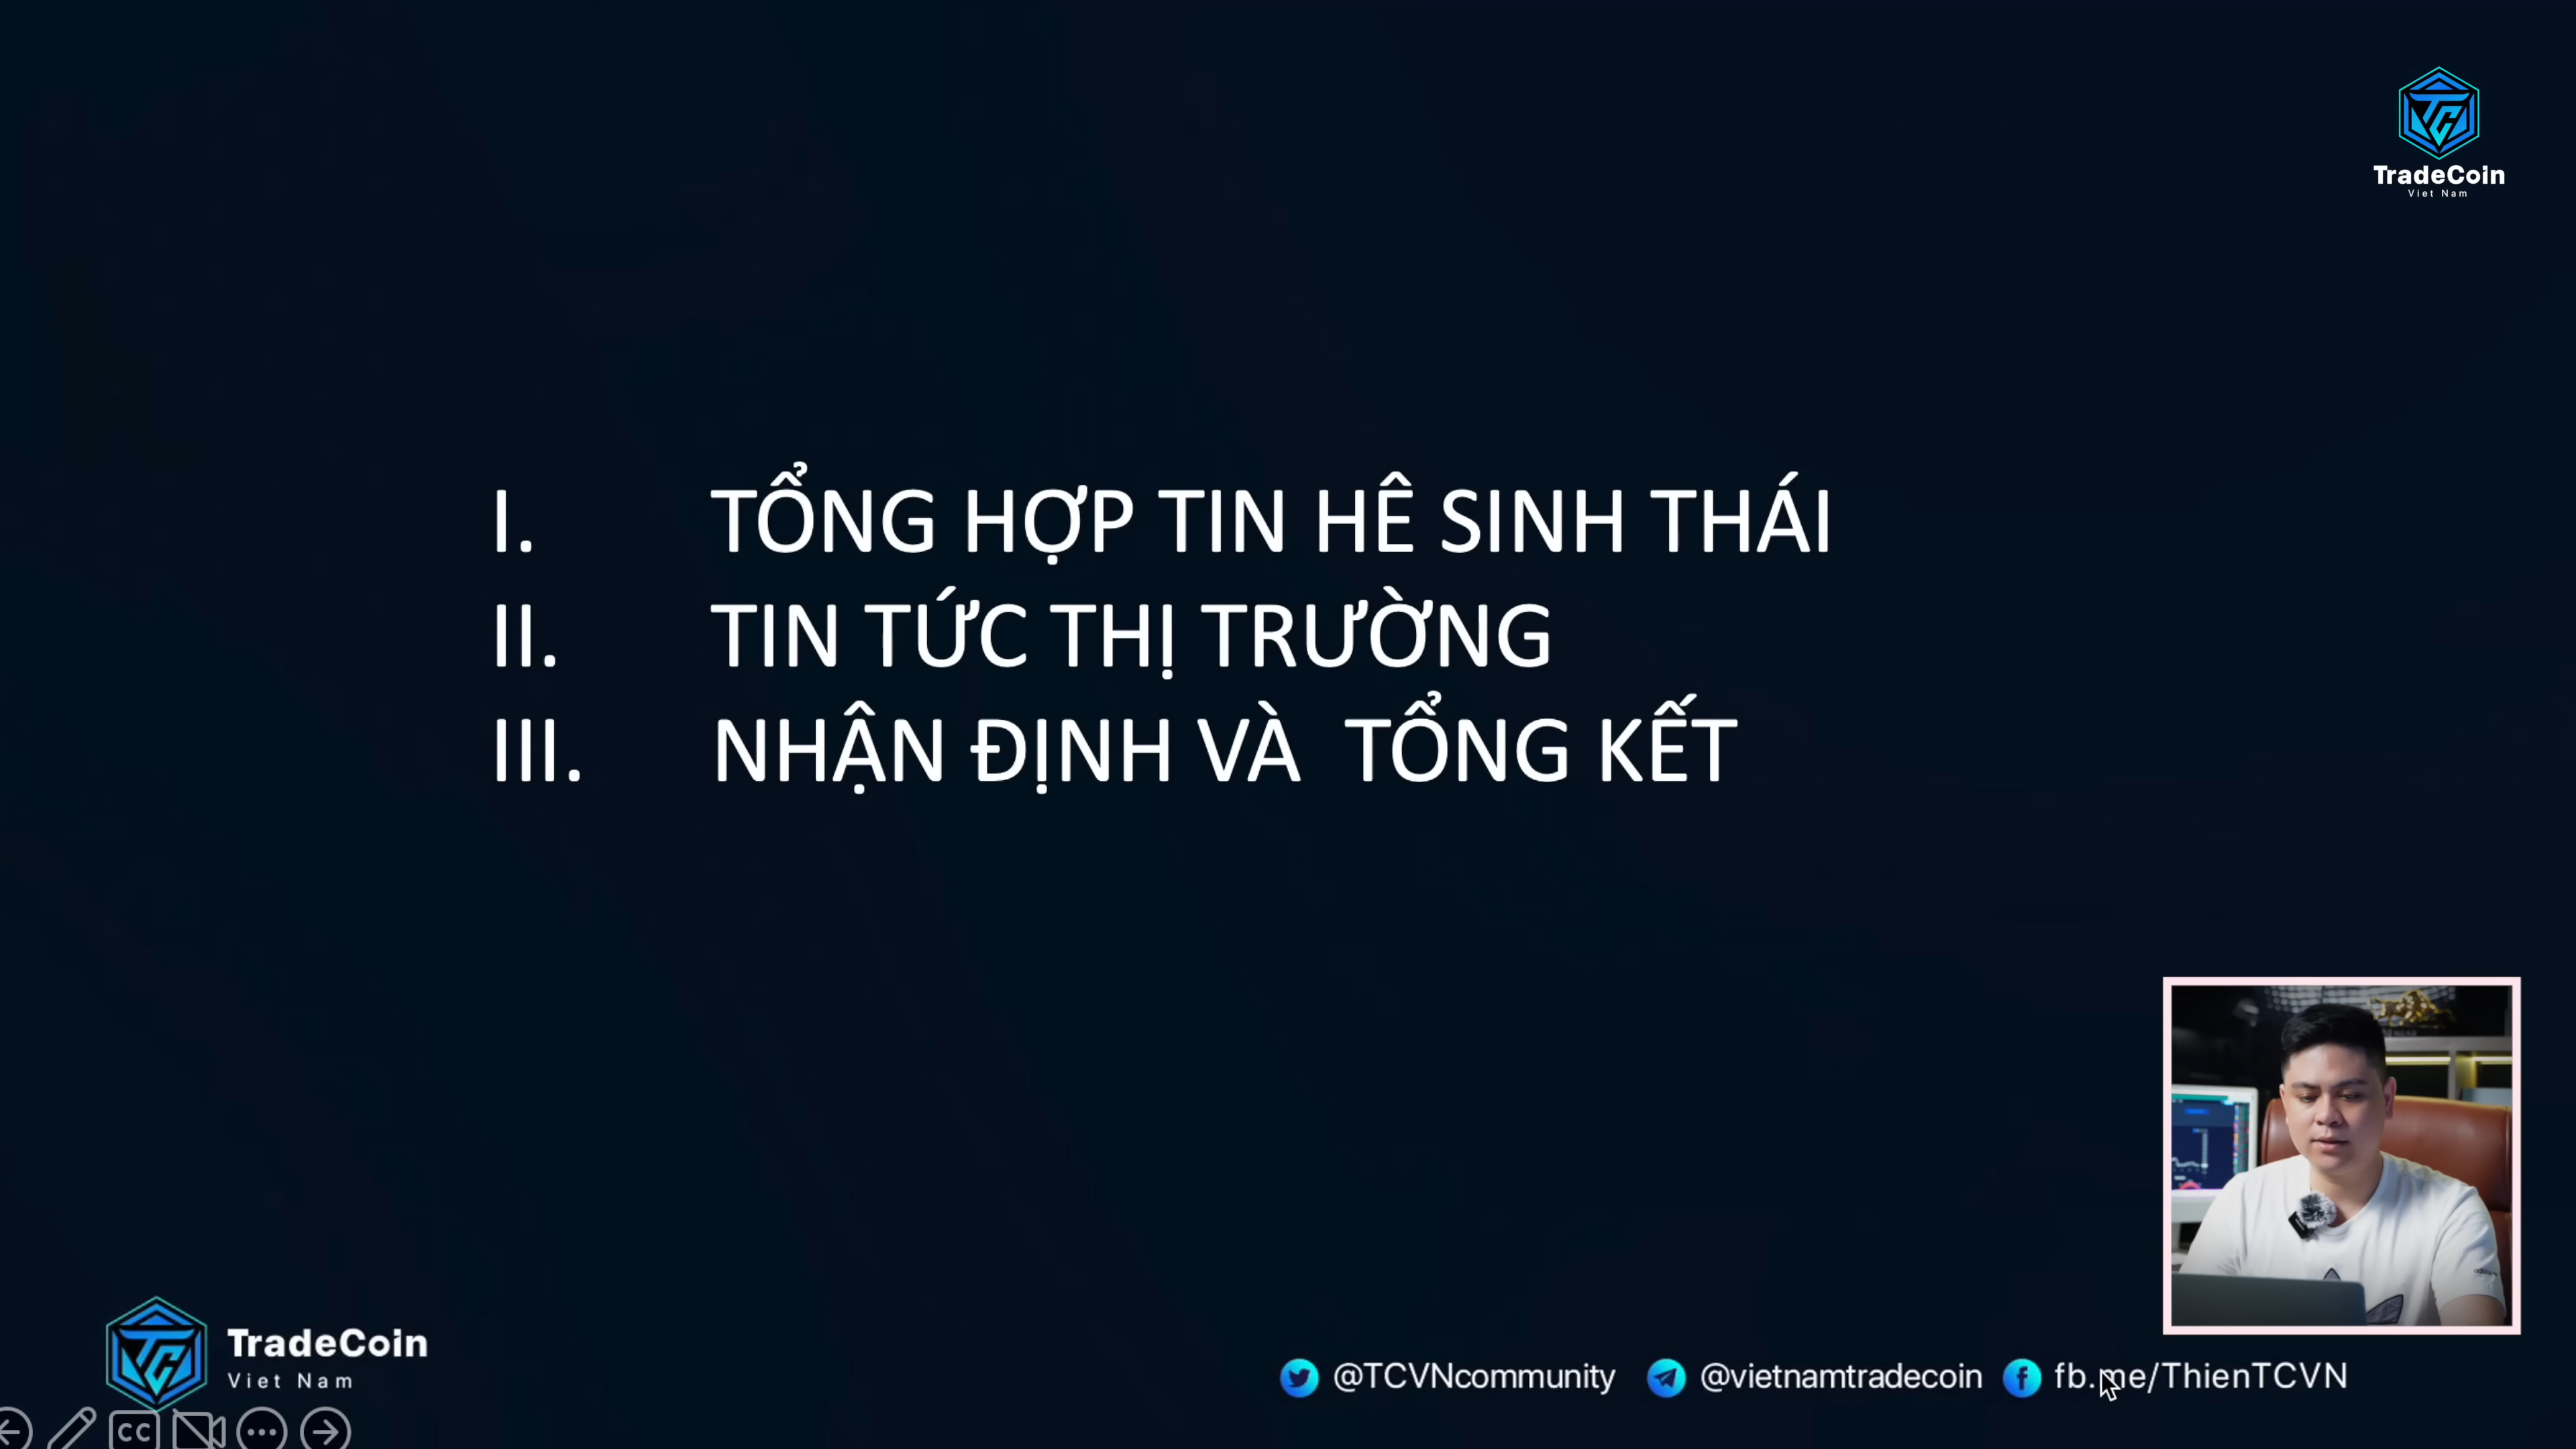 TradeCoin
Viet Nam
I. TỔNG HỢP TIN HÊ SINH THÁI
II. TIN TỨC THỊ TRƯỜNG
III. NHẬN ĐỊNH VÀ TỔNG KẾT
TradeCoin
Viet Nam
@TCVNcommunity @vietnamtradecoin fb.me/ThienTCVN
CC